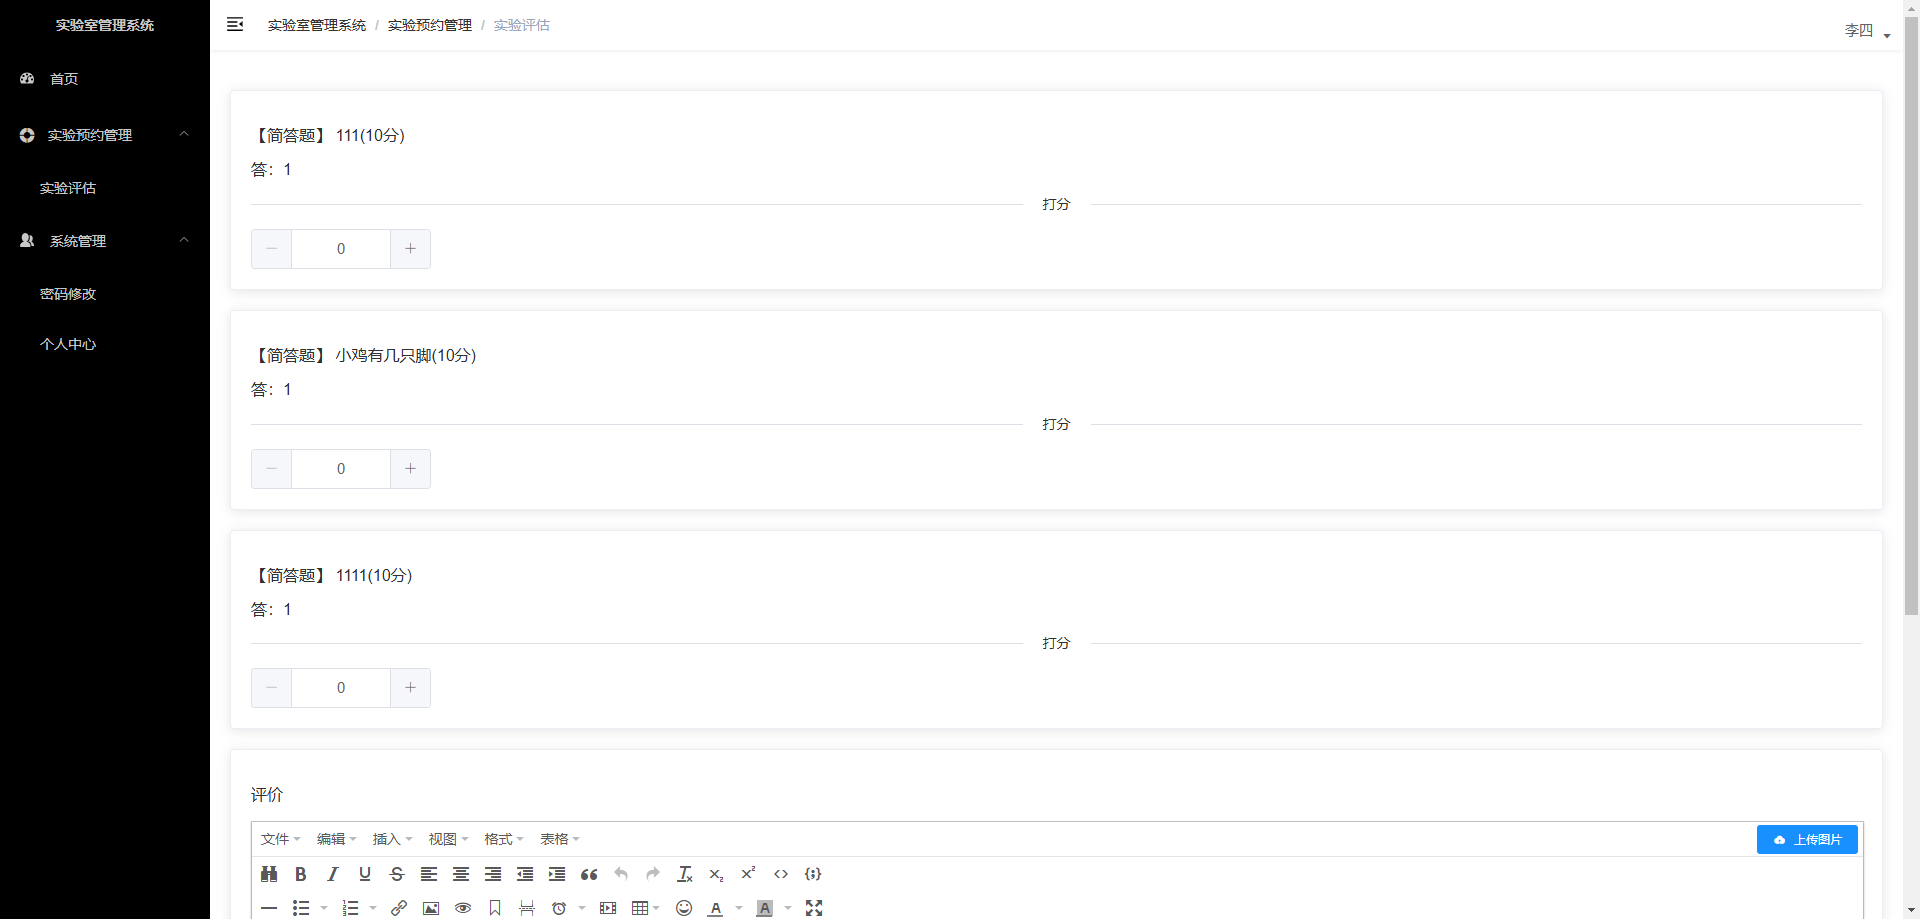 实验室管理系统
首页
实验预约管理
实验评估
系统管理
密码修改
个人中心
实验室管理系统 / 实验预约管理 / 实验评估
李四
【简答题】 111(10分)
答：1
打分
0
【简答题】 小鸡有几只脚(10分)
答：1
打分
0
【简答题】 1111(10分)
答：1
打分
0
评价
文件 编辑 插入 视图 格式 表格
上传图片